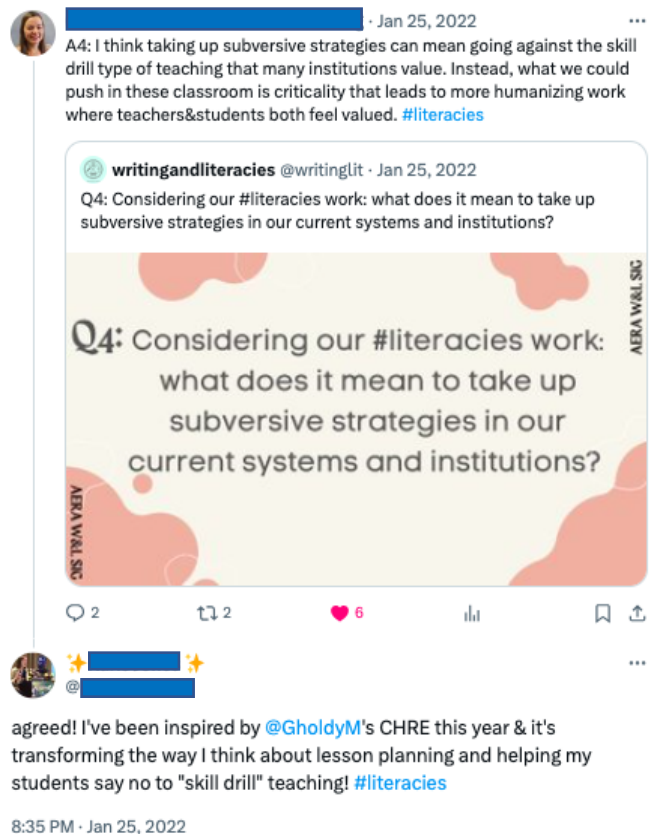 · Jan 25, 2022
A4: I think taking up subversive strategies can mean going against the skill
drill type of teaching that many institutions value. Instead, what we could
push in these classroom is criticality that leads to more humanizing work
where teachers&students both feel valued. #literacies
writingandliteracies @writinglit · Jan 25, 2022
Q4: Considering our #literacies work: what does it mean to take up
subversive strategies in our current systems and institutions?
AERA W&L SIG
Q4: Considering our #literacies work:
what does it mean to take up
subversive strategies in our
current systems and institutions?
AERA W&L SIG
2 2 6
@
agreed! I've been inspired by @GholdyM's CHRE this year & it's
transforming the way I think about lesson planning and helping my
students say no to "skill drill" teaching! #literacies
8:35 PM · Jan 25, 2022